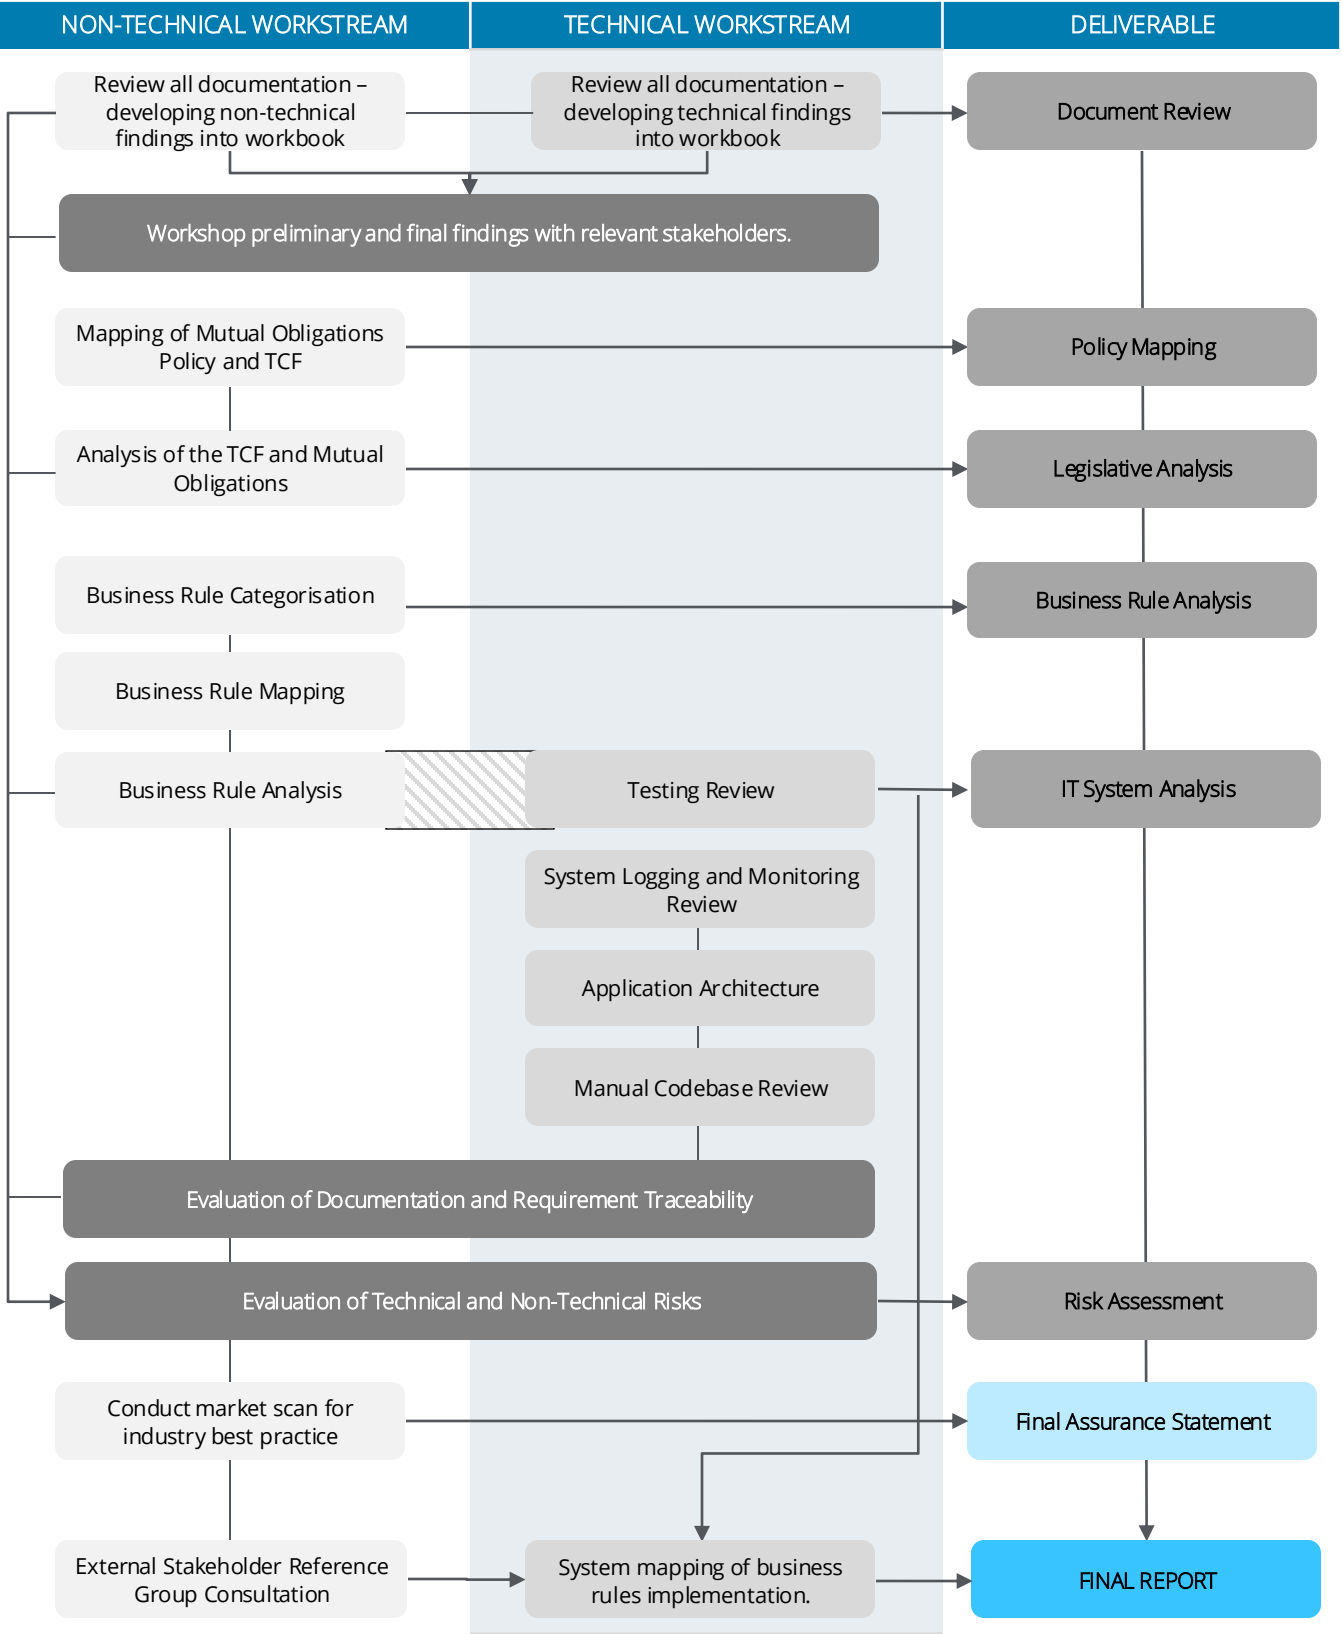 NON-TECHNICAL WORKSTREAM
TECHNICAL WORKSTREAM
DELIVERABLE
Review all documentation –
developing non-technical
findings into workbook
Review all documentation –
developing technical findings
into workbook
Document Review
Workshop preliminary and final findings with relevant stakeholders.
Mapping of Mutual Obligations
Policy and TCF
Policy Mapping
Analysis of the TCF and Mutual
Obligations
Legislative Analysis
Business Rule Categorisation
Business Rule Analysis
Business Rule Mapping
Business Rule Analysis
Testing Review
IT System Analysis
System Logging and Monitoring
Review
Application Architecture
Manual Codebase Review
Evaluation of Documentation and Requirement Traceability
Evaluation of Technical and Non-Technical Risks
Risk Assessment
Conduct market scan for
industry best practice
Final Assurance Statement
External Stakeholder Reference
Group Consultation
System mapping of business
rules implementation.
FINAL REPORT